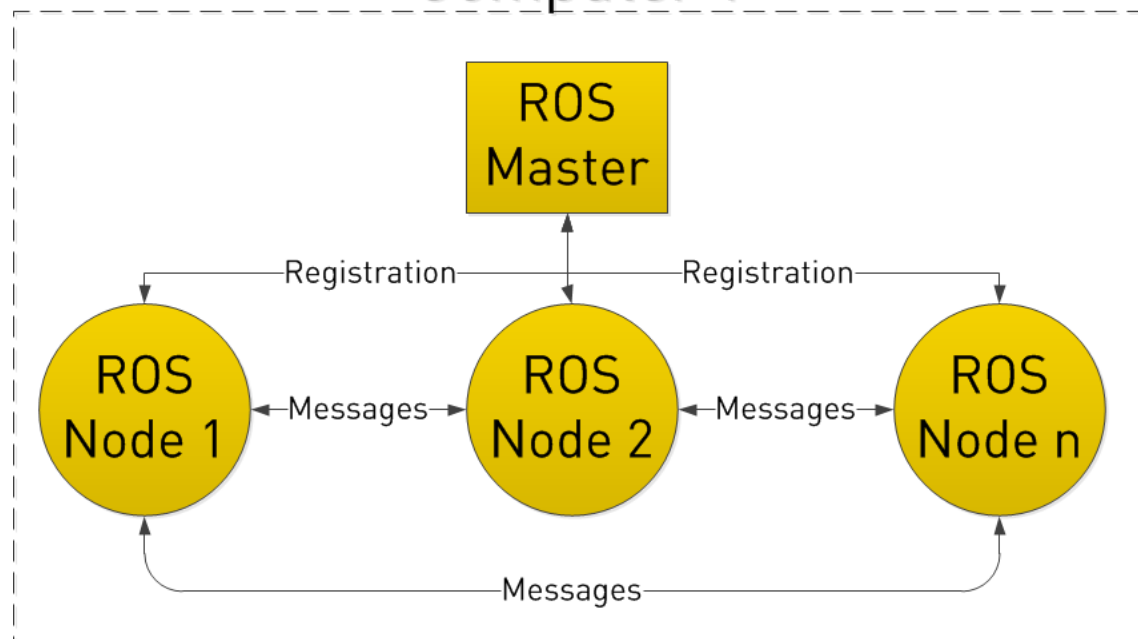 ROS
Master
Registration
Registration
ROS
Node 1
Messages
ROS
Node 2
Messages
ROS
Node n
Messages